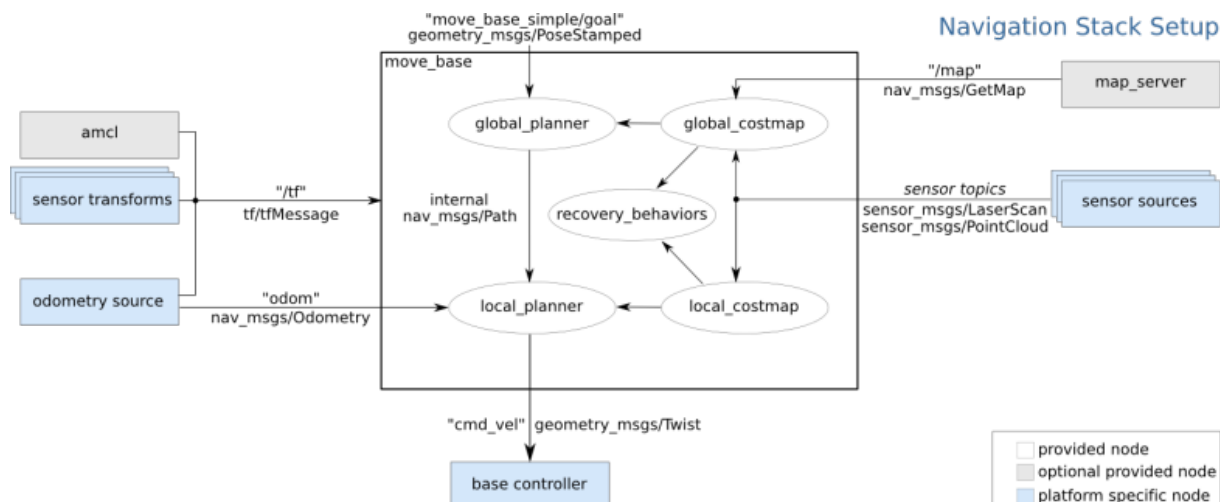 "move_base_simple/goal"
geometry_msgs/PoseStamped
Navigation Stack Setup
move_base
"/map"
nav_msgs/GetMap
map_server
amcl
global_planner
global_costmap
sensor transforms
"/tf"
tf/tfMessage
internal
nav_msgs/Path
recovery_behaviors
sensor topics
sensor_msgs/LaserScan
sensor_msgs/PointCloud
sensor sources
odometry source
"odom"
nav_msgs/Odometry
local_planner
local_costmap
"cmd_vel" geometry_msgs/Twist
base controller
provided node
optional provided node
platform specific node